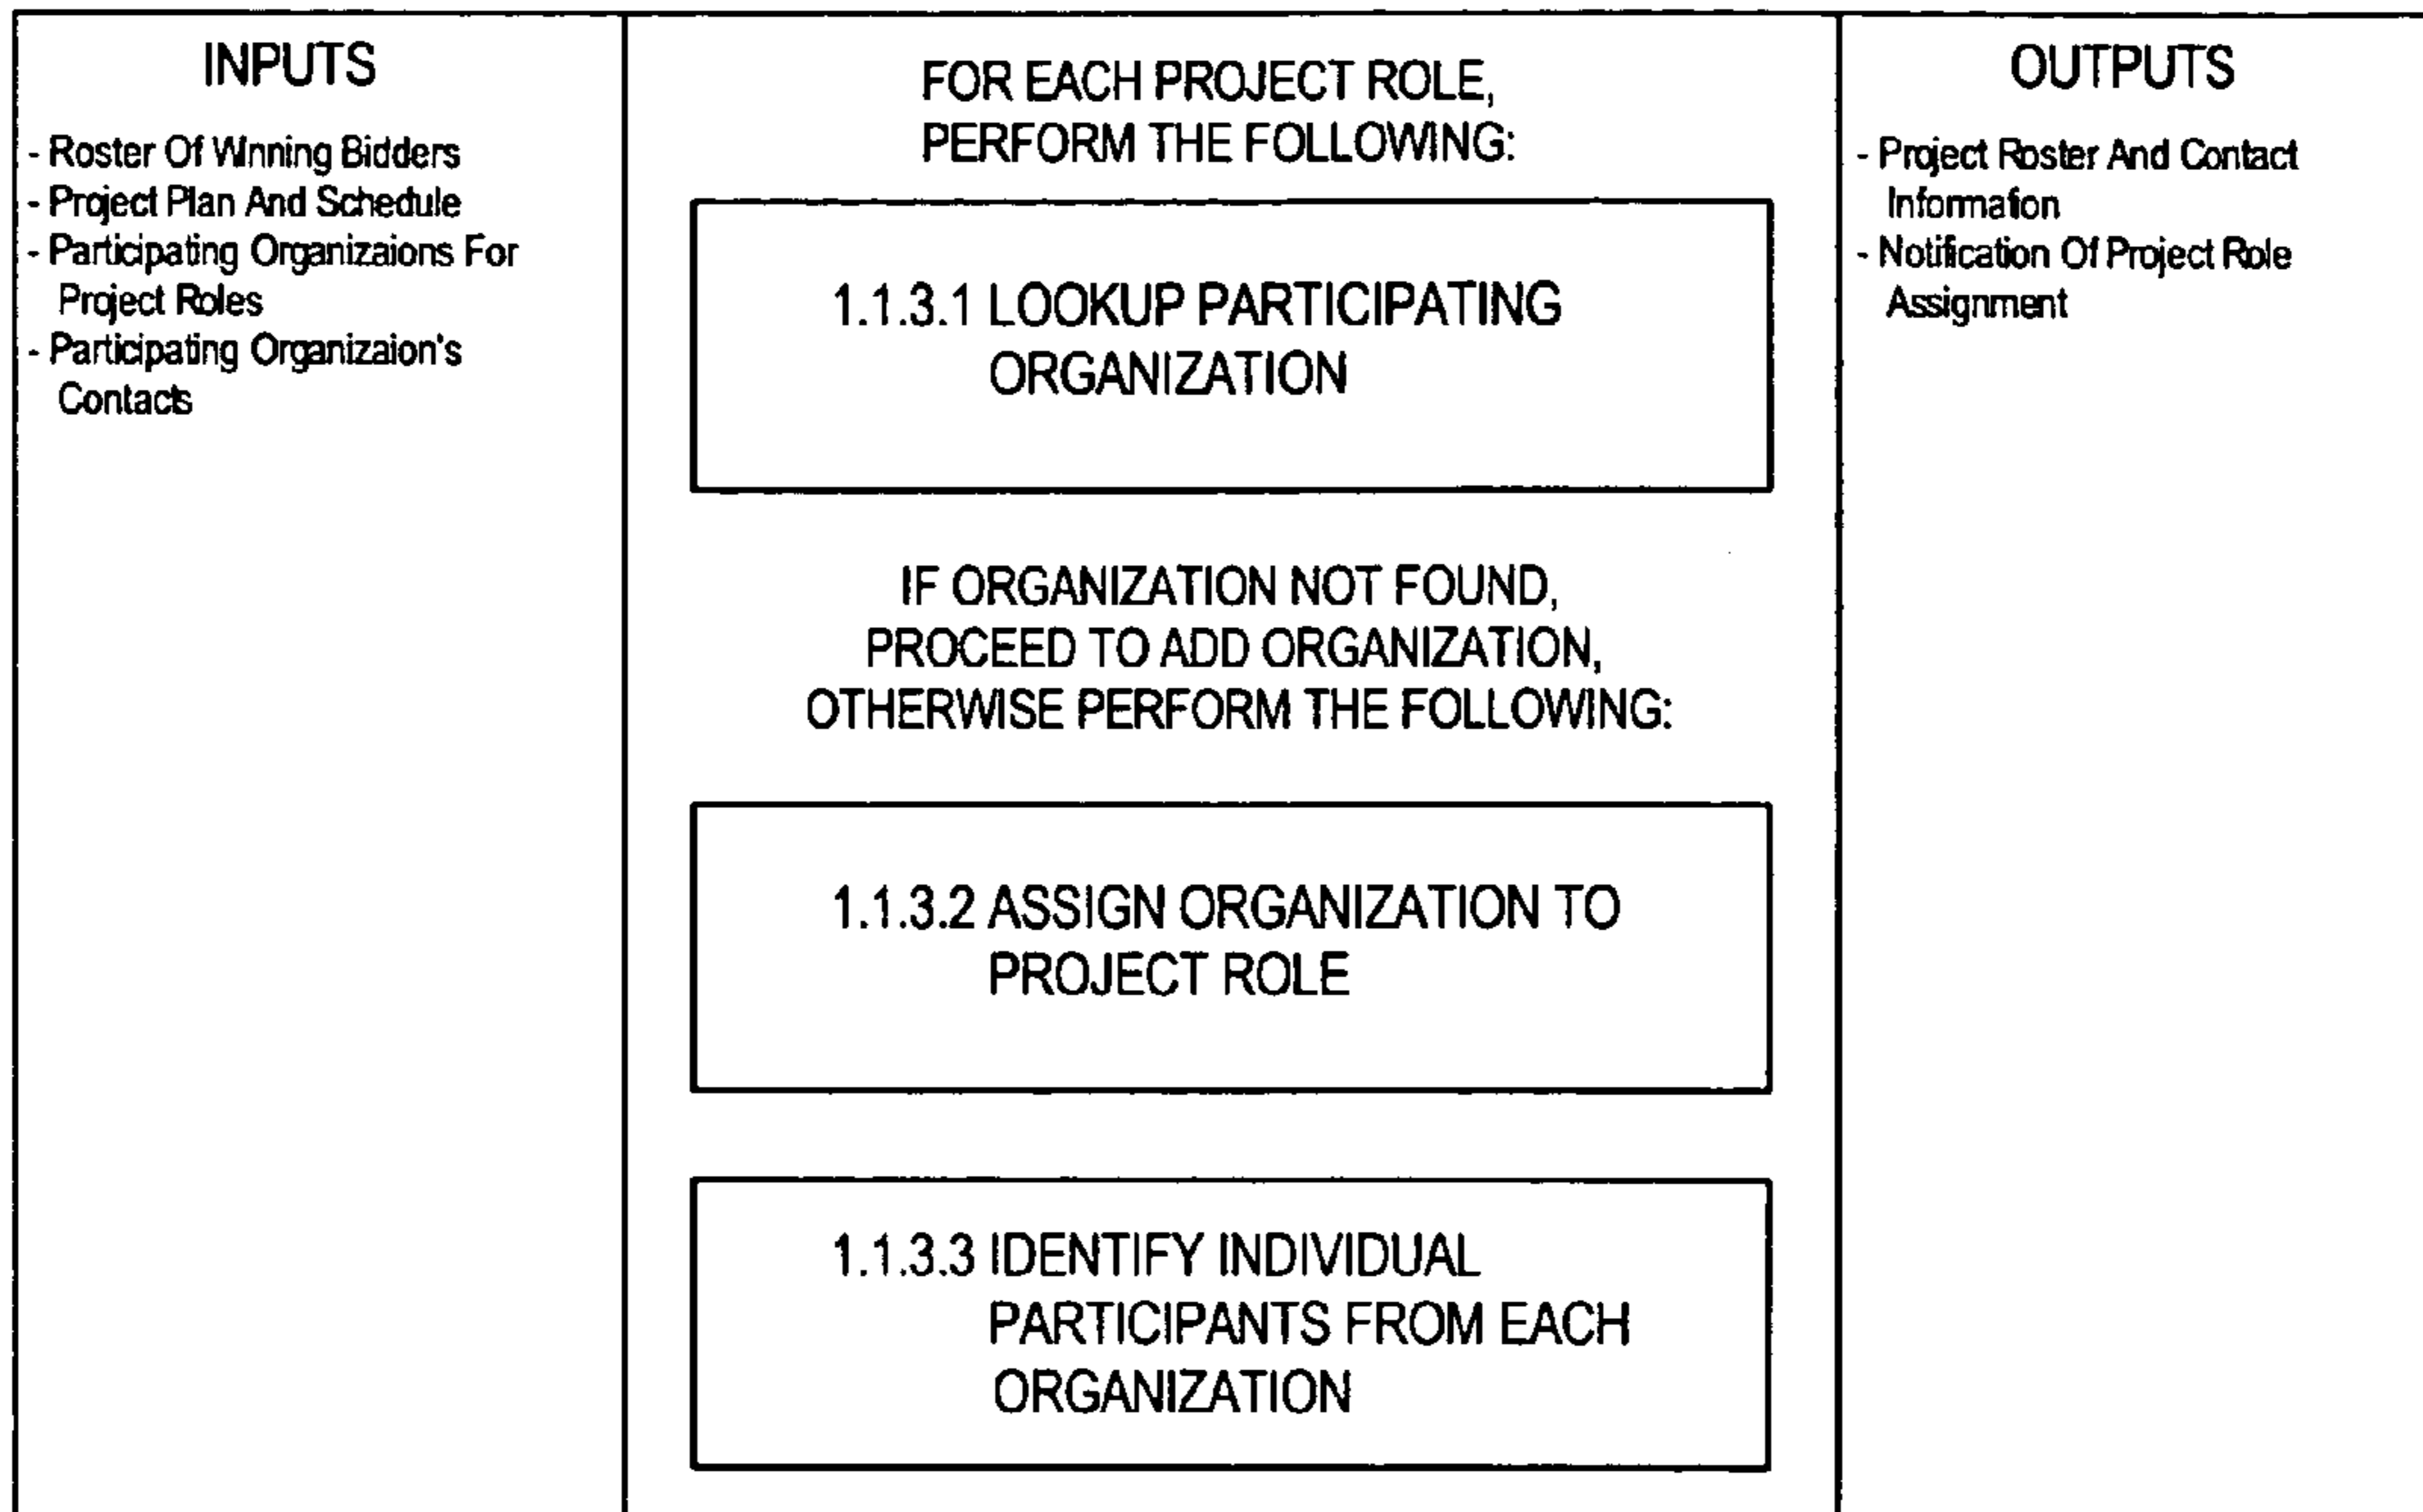 INPUTS
- Roster Of Winning Bidders
- Project Plan And Schedule
- Participating Organizaions For
Project Roles
- Participating Organizaion's
Contacts
FOR EACH PROJECT ROLE,
PERFORM THE FOLLOWING:
1.1.3.1 LOOKUP PARTICIPATING
ORGANIZATION
IF ORGANIZATION NOT FOUND,
PROCEED TO ADD ORGANIZATION,
OTHERWISE PERFORM THE FOLLOWING:
1.1.3.2 ASSIGN ORGANIZATION TO
PROJECT ROLE
1.1.3.3 IDENTIFY INDIVIDUAL
PARTICIPANTS FROM EACH
ORGANIZATION
OUTPUTS
- Project Roster And Contact
Information
- Notification Of Project Role
Assignment